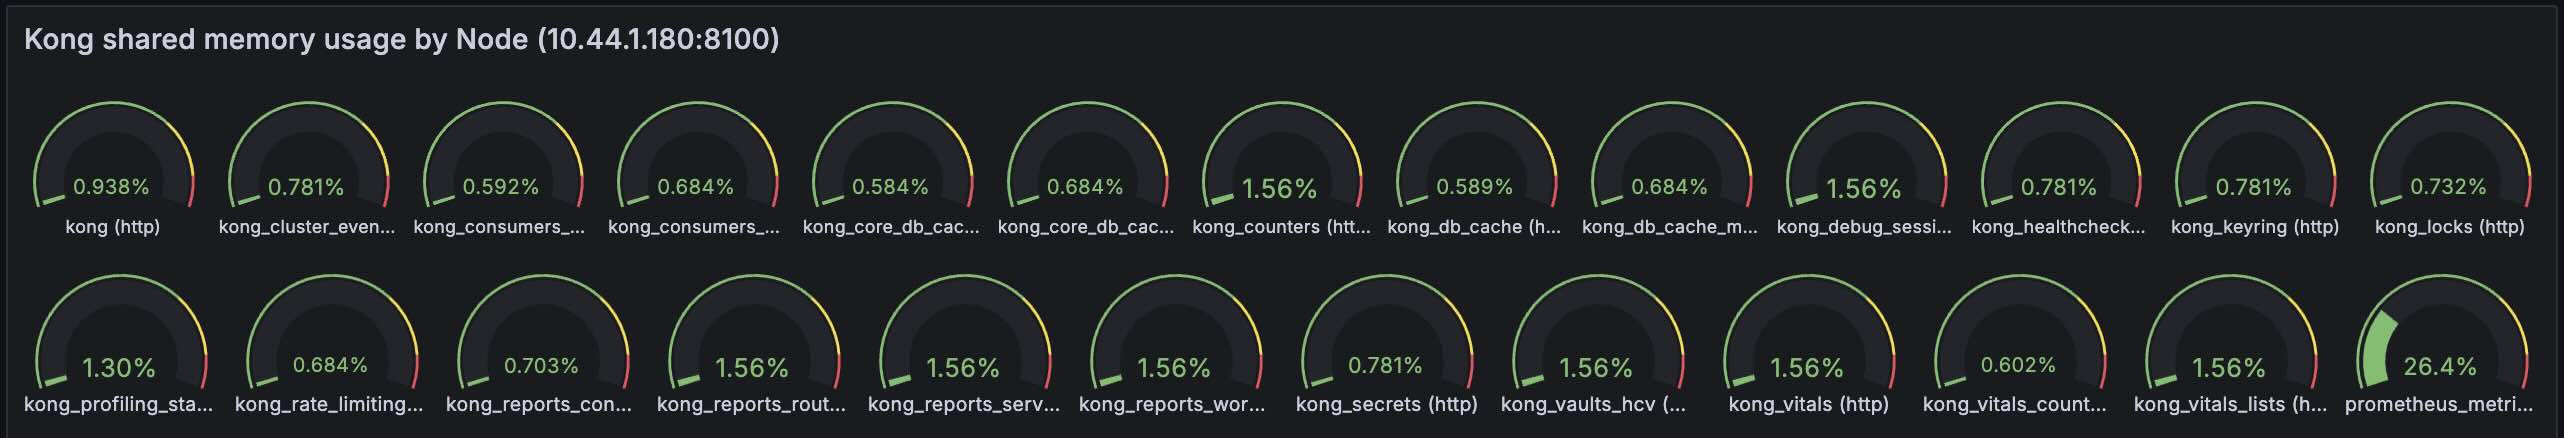 Kong shared memory usage by Node (10.44.1.180:8100)
0.938%
kong (http)
0.781%
kong_cluster_even...
0.592%
kong_consumers_...
0.684%
kong_consumers_...
0.584%
kong_core_db_cac...
0.684%
kong_core_db_cac...
1.56%
kong_counters (htt...
0.589%
kong_db_cache (h...
0.684%
kong_db_cache_m...
1.56%
kong_debug_sessi...
0.781%
kong_healthcheck...
0.781%
kong_keyring (http)
0.732%
kong_locks (http)
1.30%
kong_profiling_sta...
0.684%
kong_rate_limiting...
0.703%
kong_reports_con...
1.56%
kong_reports_rout...
1.56%
kong_reports_serv...
1.56%
kong_reports_wor...
0.781%
kong_secrets (http)
1.56%
kong_vaults_hcv (...
1.56%
kong_vitals (http)
0.602%
kong_vitals_count...
1.56%
kong_vitals_lists (h...
26.4%
prometheus_metri...